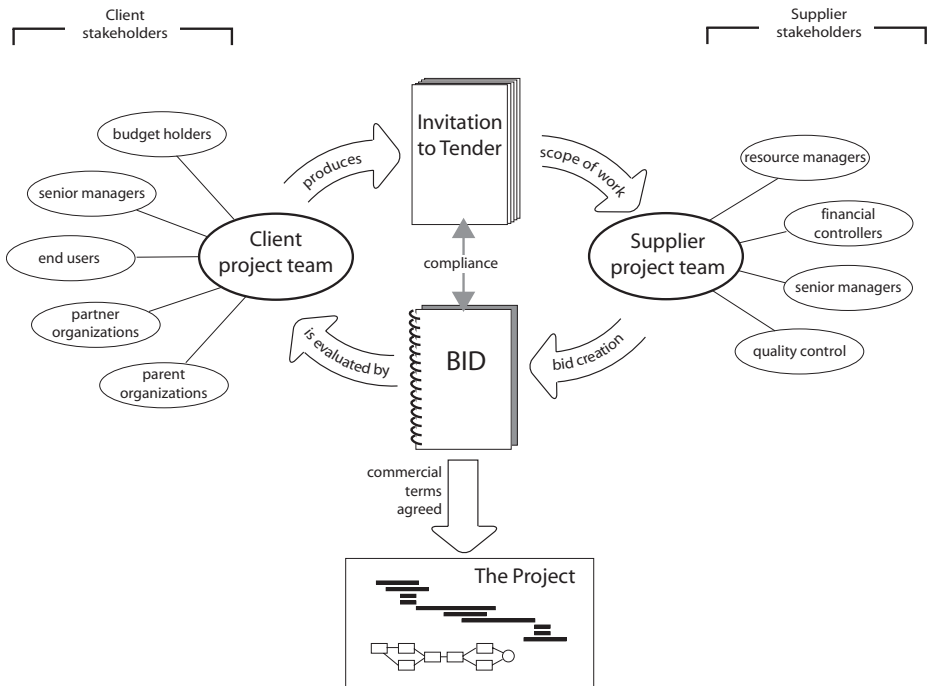 Client
stakeholders
Supplier
stakeholders
budget holders
senior managers
end users
partner
organizations
parent
organizations
Client
project team
produces
Invitation
to Tender
scope of work
compliance
Supplier
project team
resource managers
financial
controllers
senior managers
quality control
bid creation
BID
is evaluated by
commercial
terms
agreed
The Project